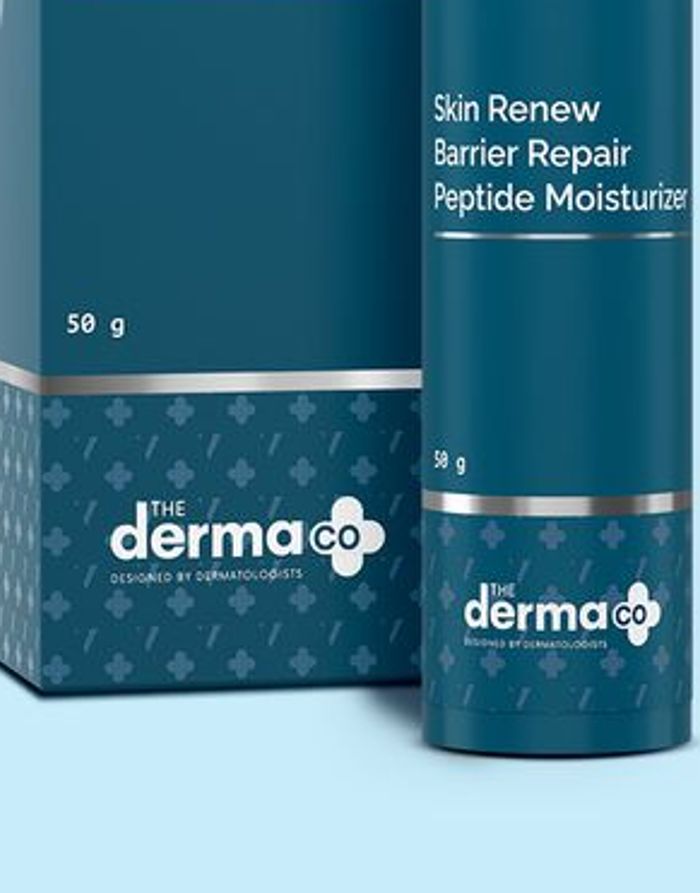 50 g
THE
derma co
DESIGNED BY DERMATOLOGISTS
Skin Renew
Barrier Repair
Peptide Moisturizer
50 g
THE
derma co
DESIGNED BY DERMATOLOGISTS